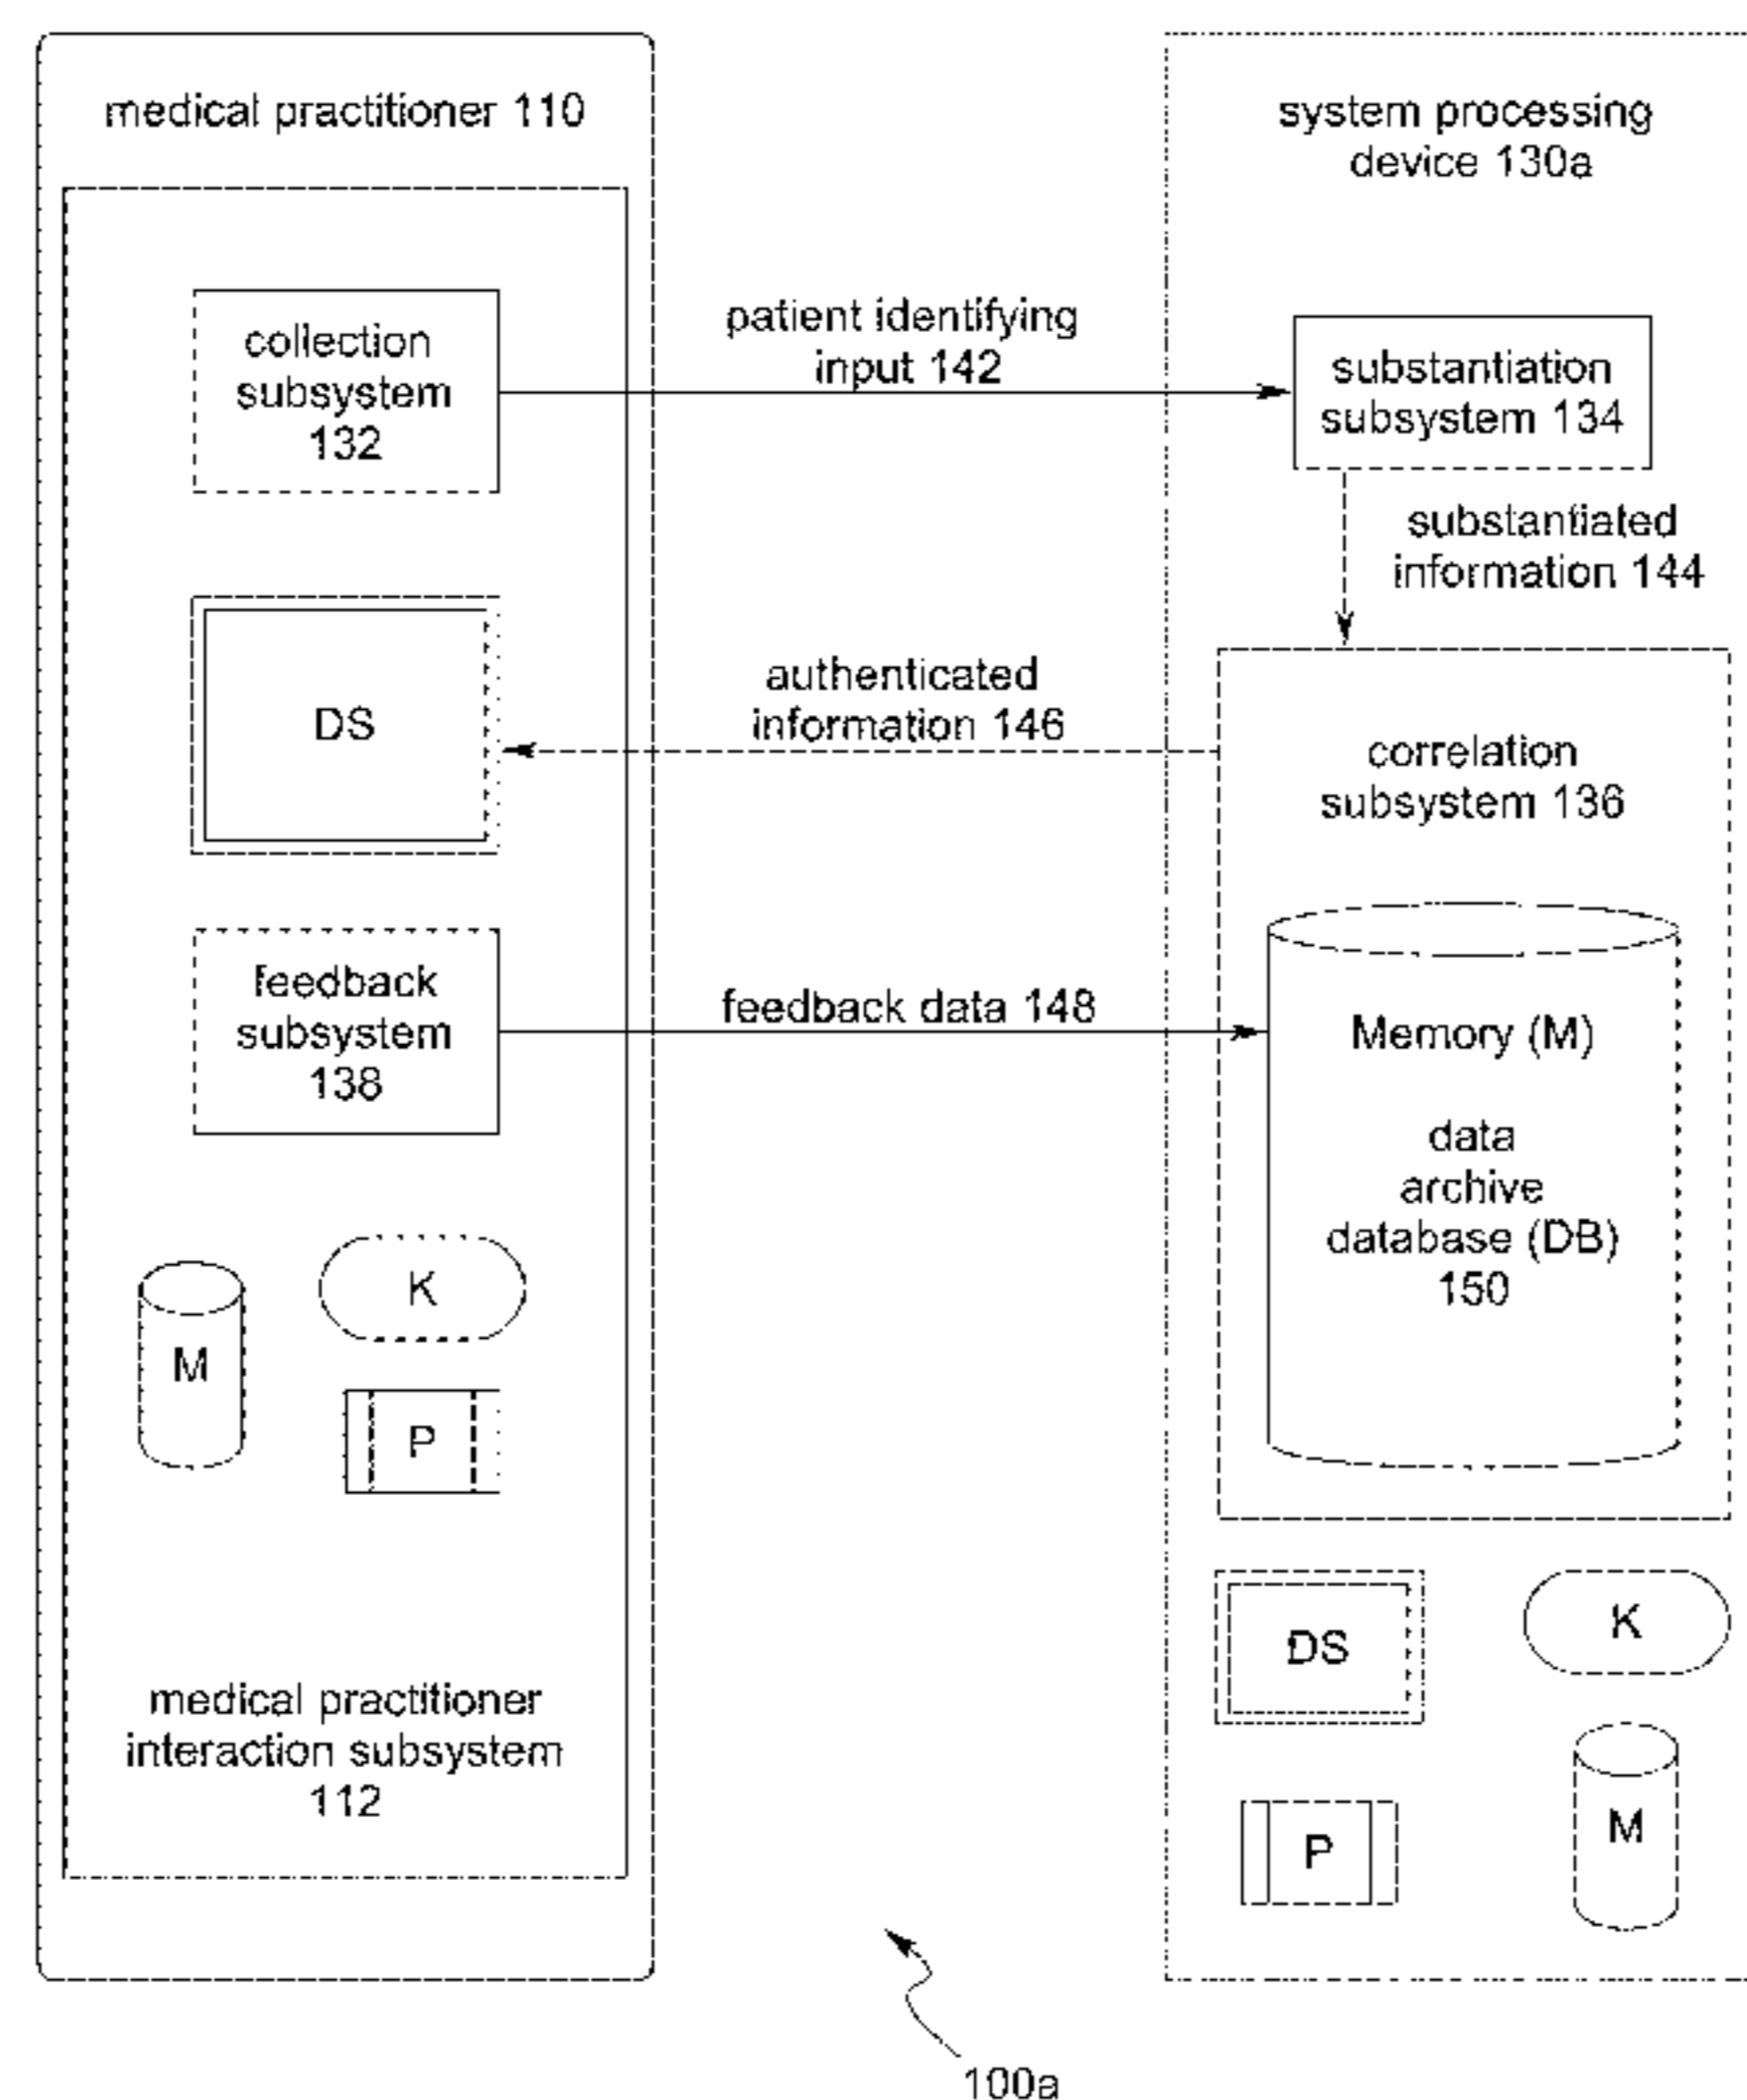 medical practitioner 110
system processing
device 130a
collection
subsystem
132
patient identifying
input 142
substantiation
subsystem 134
substantiated
information 144
DS
authenticated
information 146
correlation
subsystem 136
feedback
subsystem
138
feedback data 148
Memory (M)
data
archive
database (DB)
150
K
M
P
medical practitioner
interaction subsystem
112
DS
K
P
M
100a